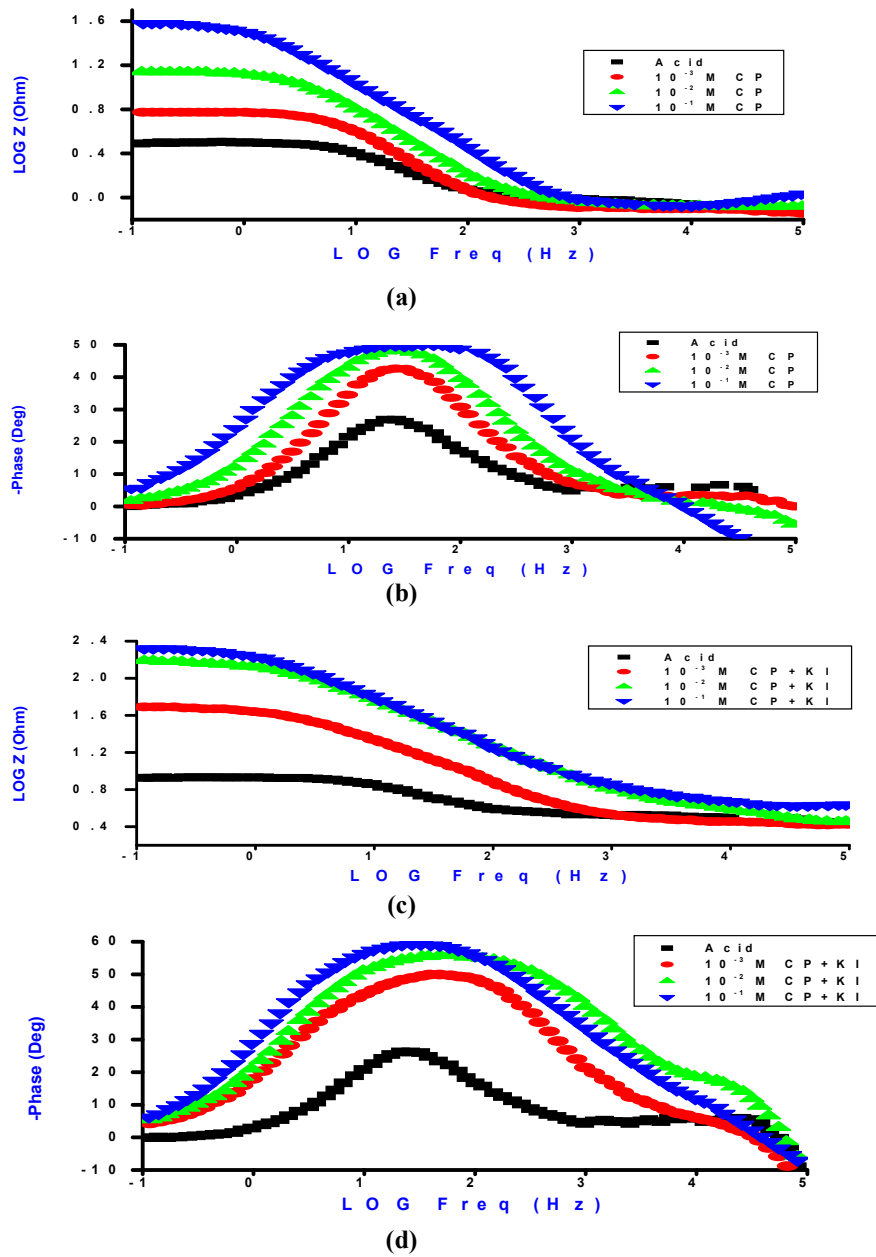 1.6
1.2
0.8
0.4
0.0
LOG Z (Ohm)
Acid
10⁻³ M CP
10⁻² M CP
10⁻¹ M CP
-1 0 1 2 3 4 5
LOG Freq (Hz)
(a)
50
40
30
20
10
0
-10
-Phase (Deg)
Acid
10⁻³ M CP
10⁻² M CP
10⁻¹ M CP
-1 0 1 2 3 4 5
LOG Freq (Hz)
(b)
2.4
2.0
1.6
1.2
0.8
0.4
LOG Z (Ohm)
Acid
10⁻³ M CP+KI
10⁻² M CP+KI
10⁻¹ M CP+KI
-1 0 1 2 3 4 5
LOG Freq (Hz)
(c)
60
50
40
30
20
10
0
-10
-Phase (Deg)
Acid
10⁻³ M CP+KI
10⁻² M CP+KI
10⁻¹ M CP+KI
-1 0 1 2 3 4 5
LOG Freq (Hz)
(d)